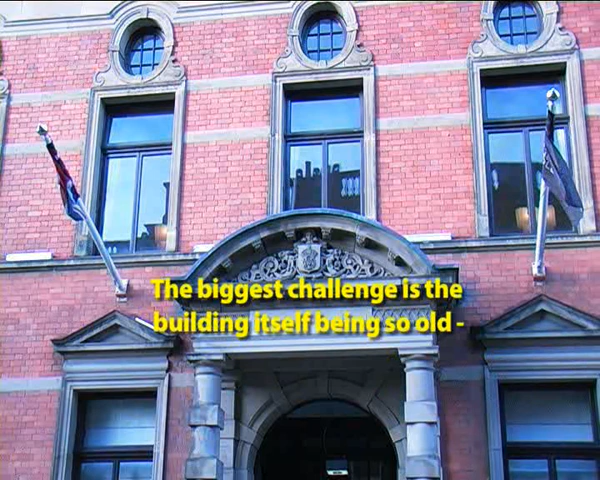 The biggest challenge is the
building itself being so old -